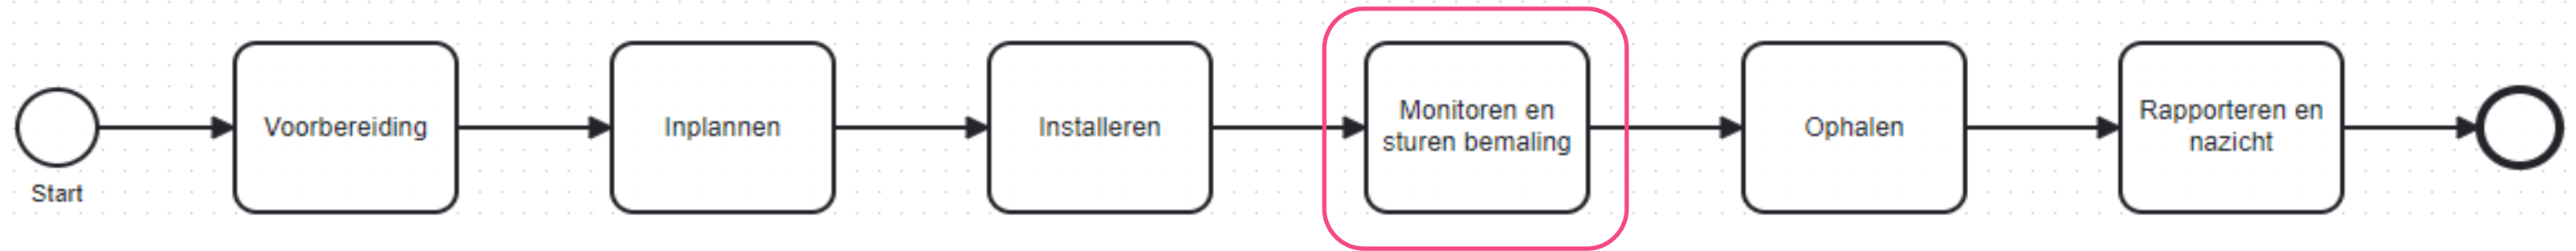 Start
Voorbereiding
Inplannen
Installeren
Monitoren en
sturen bemaling
Ophalen
Rapporteren en
nazicht